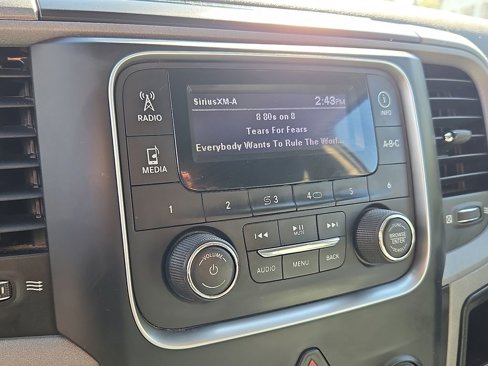 SiriusXM-A 2:43PM
8 80s on 8
Tears For Fears
Everybody Wants To Rule The Worl...
RADIO
INFO
MEDIA
A-B-C
1 2 3 4 5 6
MUTE
VOLUME
BROWSE
ENTER
AUDIO MENU BACK